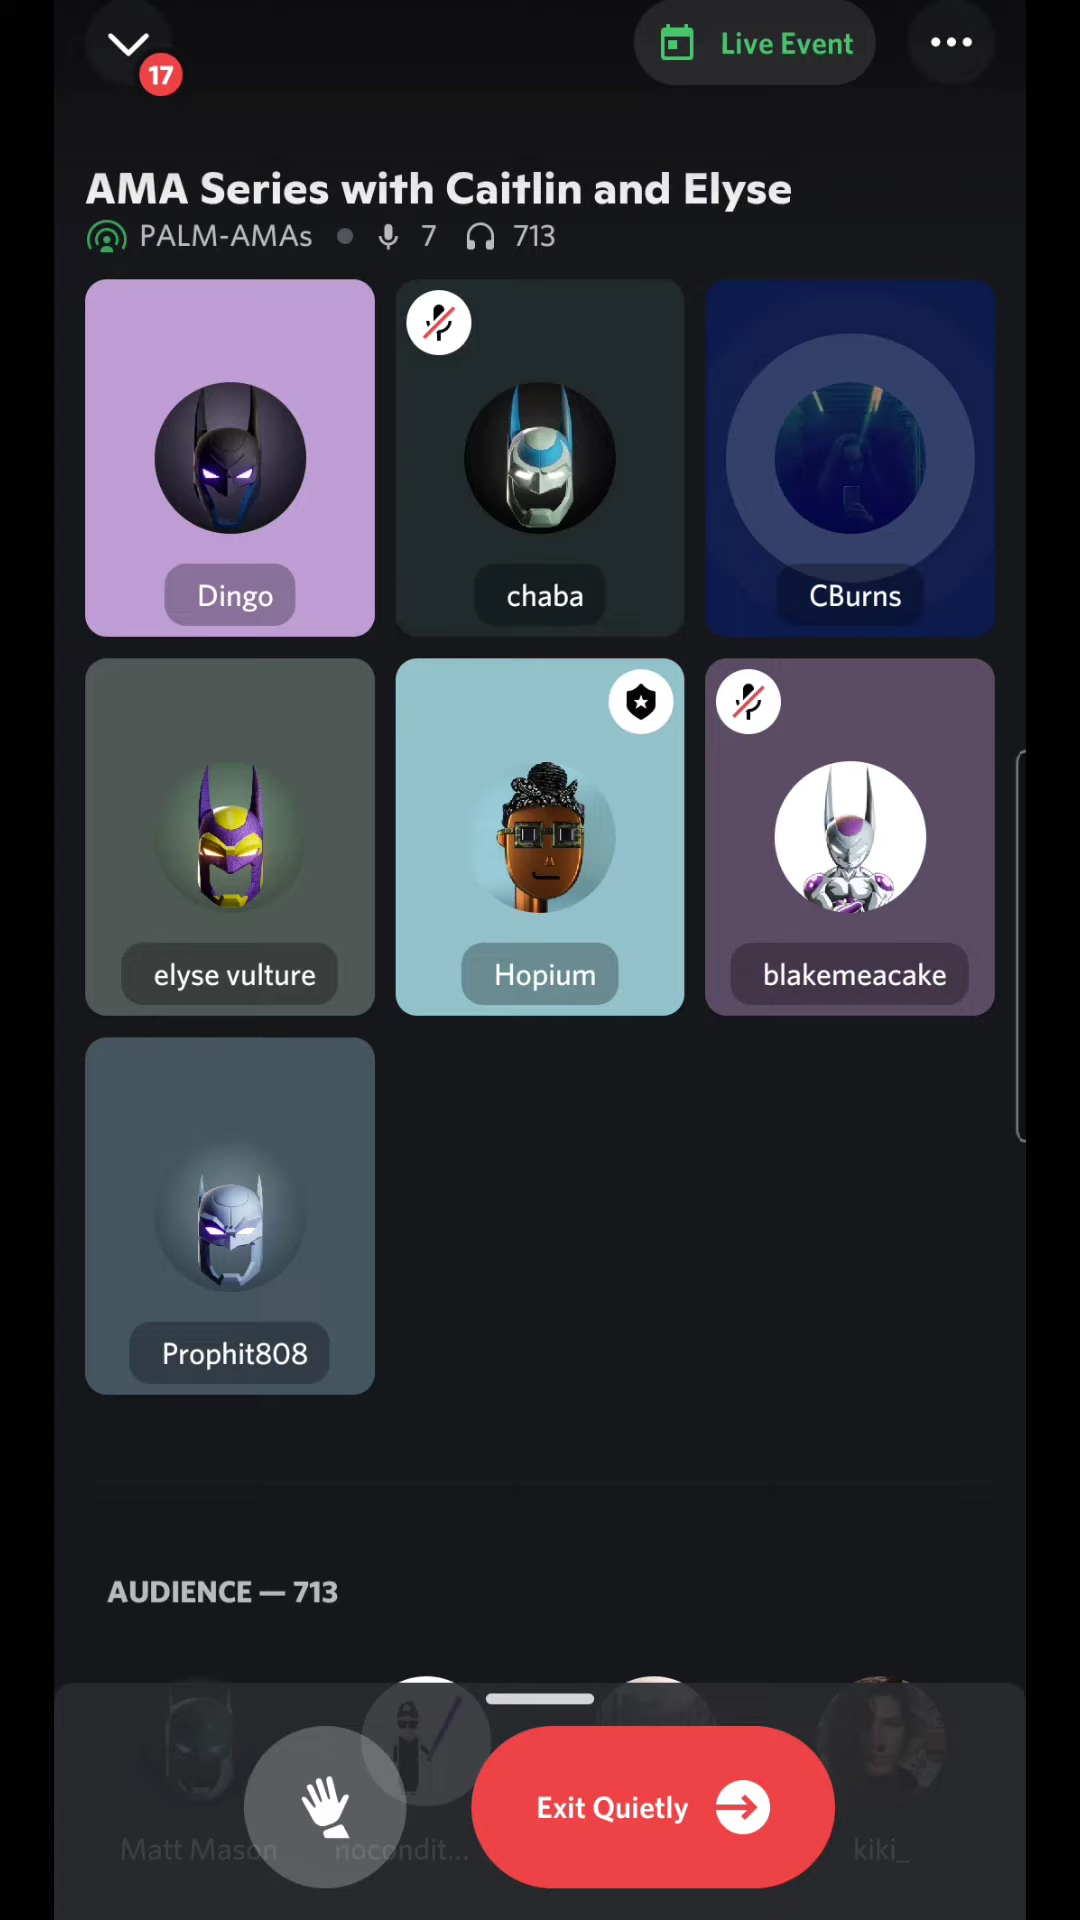 17
Live Event
AMA Series with Caitlin and Elyse
PALM-AMAs 7 713
Dingo
chaba
CBurns
elyse vulture
Hopium
blakemeacake
Prophit808
AUDIENCE — 713
Exit Quietly
Matt Mason
nocondit...
kiki_